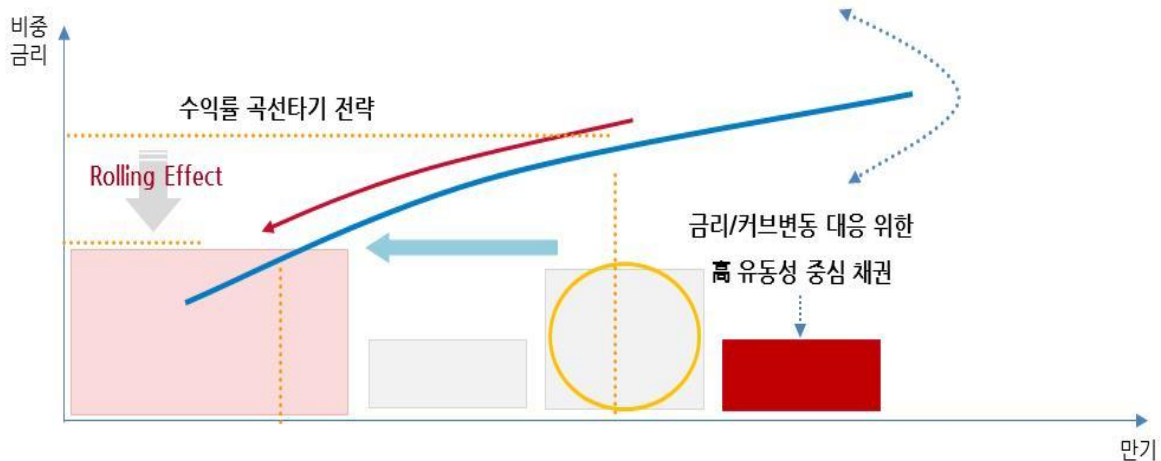 비중
금리
수익률 곡선타기 전략
Rolling Effect
금리/커브변동 대응 위한
高 유동성 중심 채권
만기